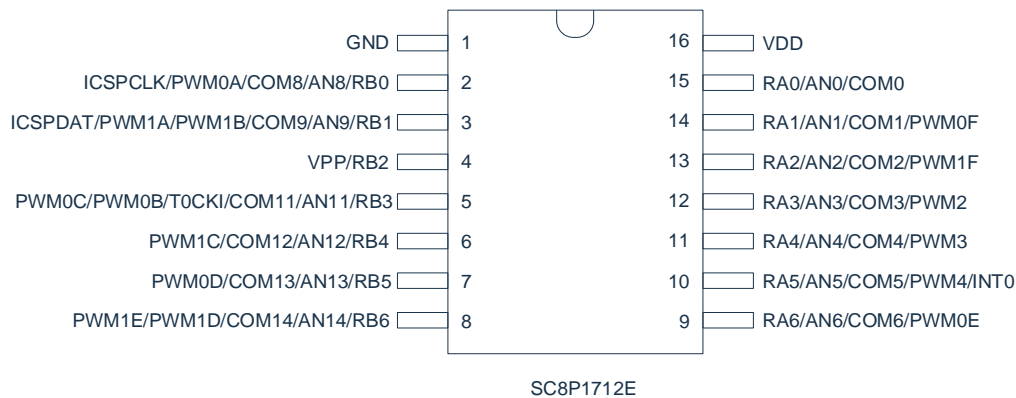 GND 1 16 VDD
ICSPCLK/PWM0A/COM8/AN8/RB0 2 15 RA0/AN0/COM0
ICSPDAT/PWM1A/PWM1B/COM9/AN9/RB1 3 14 RA1/AN1/COM1/PWM0F
VPP/RB2 4 13 RA2/AN2/COM2/PWM1F
PWM0C/PWM0B/T0CKI/COM11/AN11/RB3 5 12 RA3/AN3/COM3/PWM2
PWM1C/COM12/AN12/RB4 6 11 RA4/AN4/COM4/PWM3
PWM0D/COM13/AN13/RB5 7 10 RA5/AN5/COM5/PWM4/INT0
PWM1E/PWM1D/COM14/AN14/RB6 8 9 RA6/AN6/COM6/PWM0E
SC8P1712E